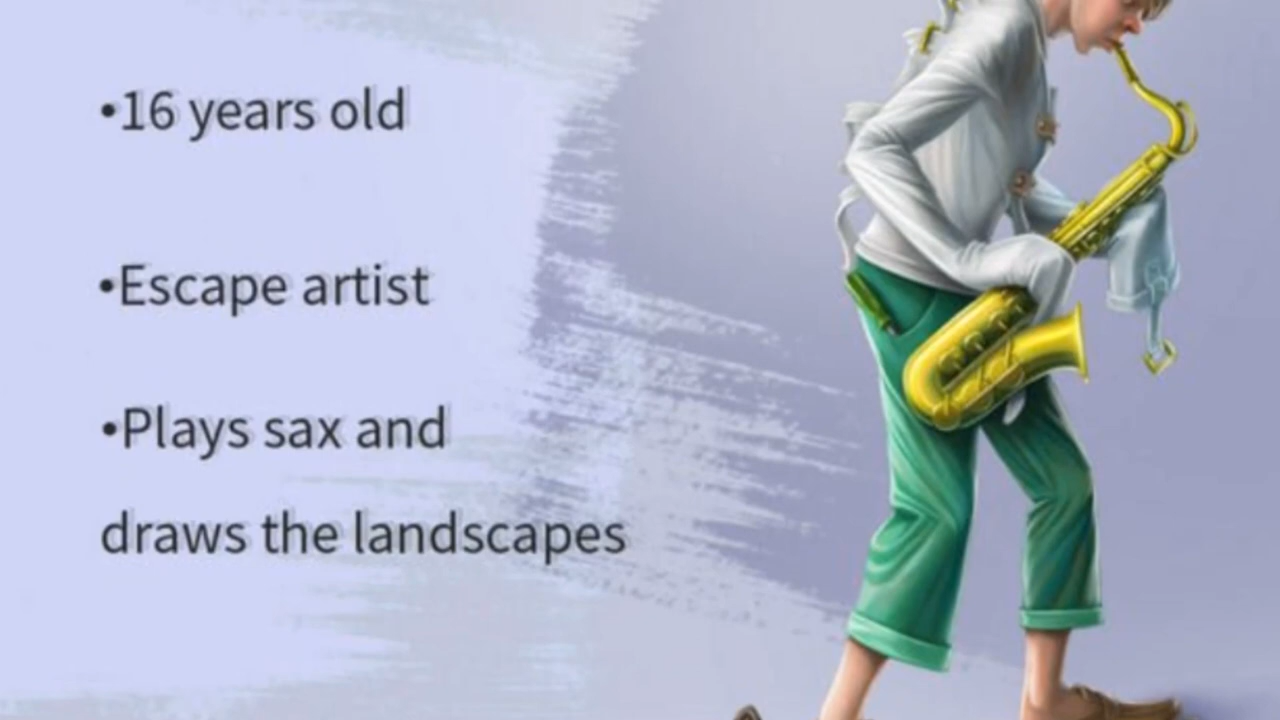 •16 years old
•Escape artist
•Plays sax and
draws the landscapes